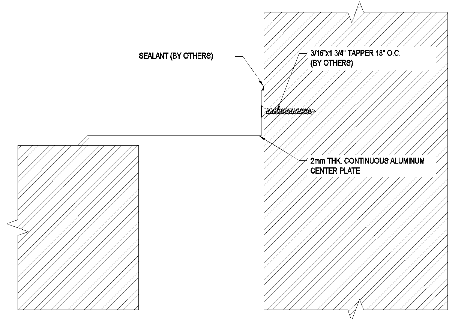 SEALANT (BY OTHERS)
3/16"x1 3/4" TAPPER 18" O.C.
(BY OTHERS)
2mm THK. CONTINUOUS ALUMINUM
CENTER PLATE